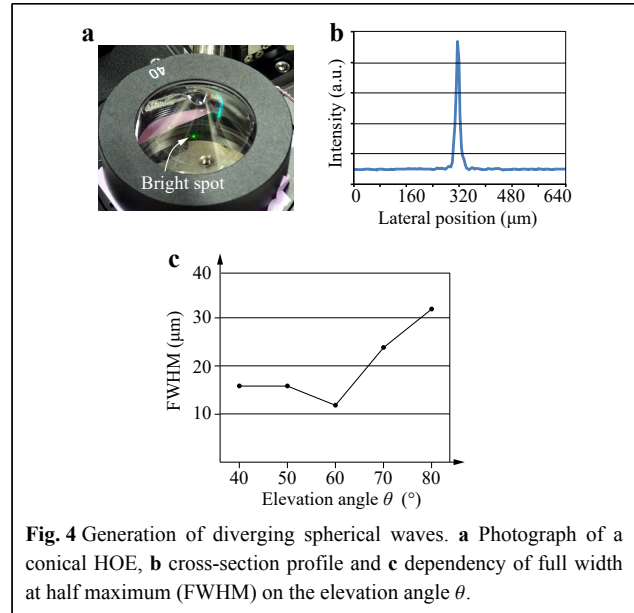 a
40
Bright spot
b
Intensity (a.u.)
0 160 320 480 640
Lateral position (μm)
c
40
30
20
10
FWHM (μm)
40 50 60 70 80
Elevation angle θ (°)
Fig. 4 Generation of diverging spherical waves. a Photograph of a
conical HOE, b cross-section profile and c dependency of full width
at half maximum (FWHM) on the elevation angle θ.